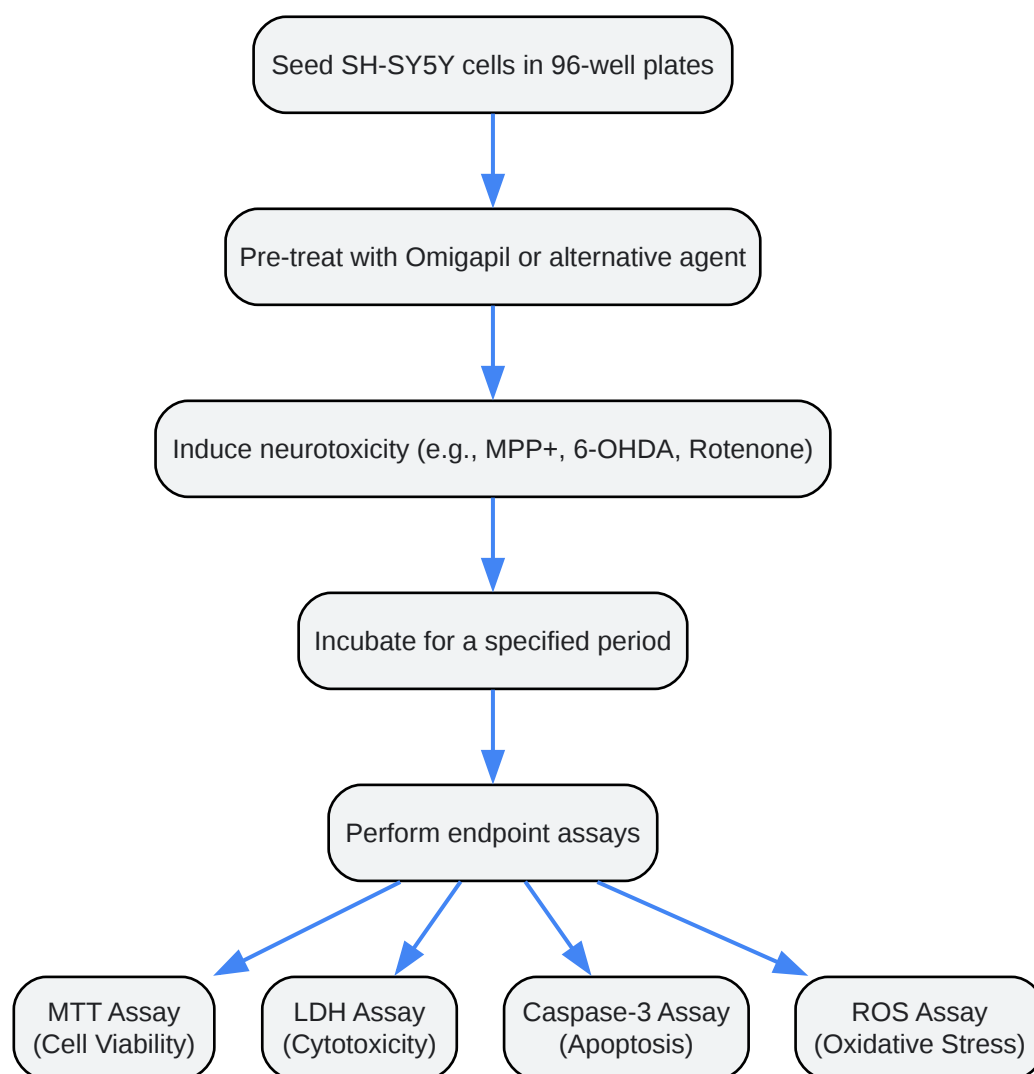 Seed SH-SY5Y cells in 96-well plates
Pre-treat with Omigapil or alternative agent
Induce neurotoxicity (e.g., MPP+, 6-OHDA, Rotenone)
Incubate for a specified period
Perform endpoint assays
MTT Assay
(Cell Viability)
LDH Assay
(Cytotoxicity)
Caspase-3 Assay
(Apoptosis)
ROS Assay
(Oxidative Stress)